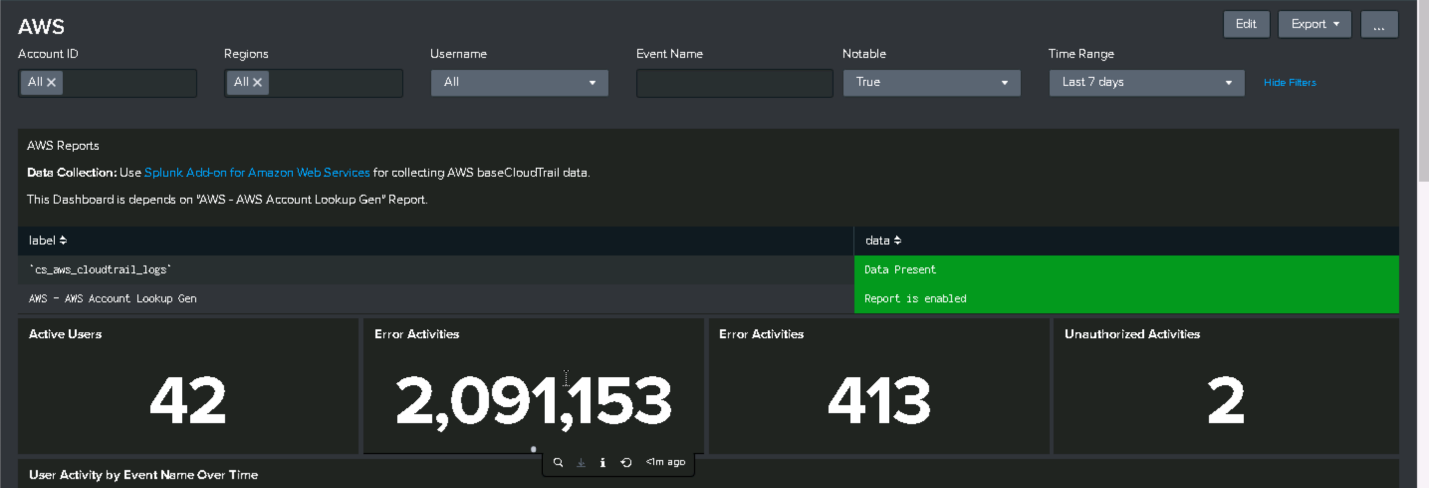 AWS
Edit Export ...
Account ID Regions Username Event Name Notable Time Range
All × All × All True Last 7 days Hide Filters
AWS Reports
Data Collection: Use Splunk Add-on for Amazon Web Services for collecting AWS baseCloudTrail data.
This Dashboard is depends on "AWS - AWS Account Lookup Gen" Report.
label data
`cs_aws_cloudtrail_logs` Data Present
AWS - AWS Account Lookup Gen Report is enabled
Active Users Error Activities Error Activities Unauthorized Activities
42 2,091,153 413 2
<1m ago
User Activity by Event Name Over Time